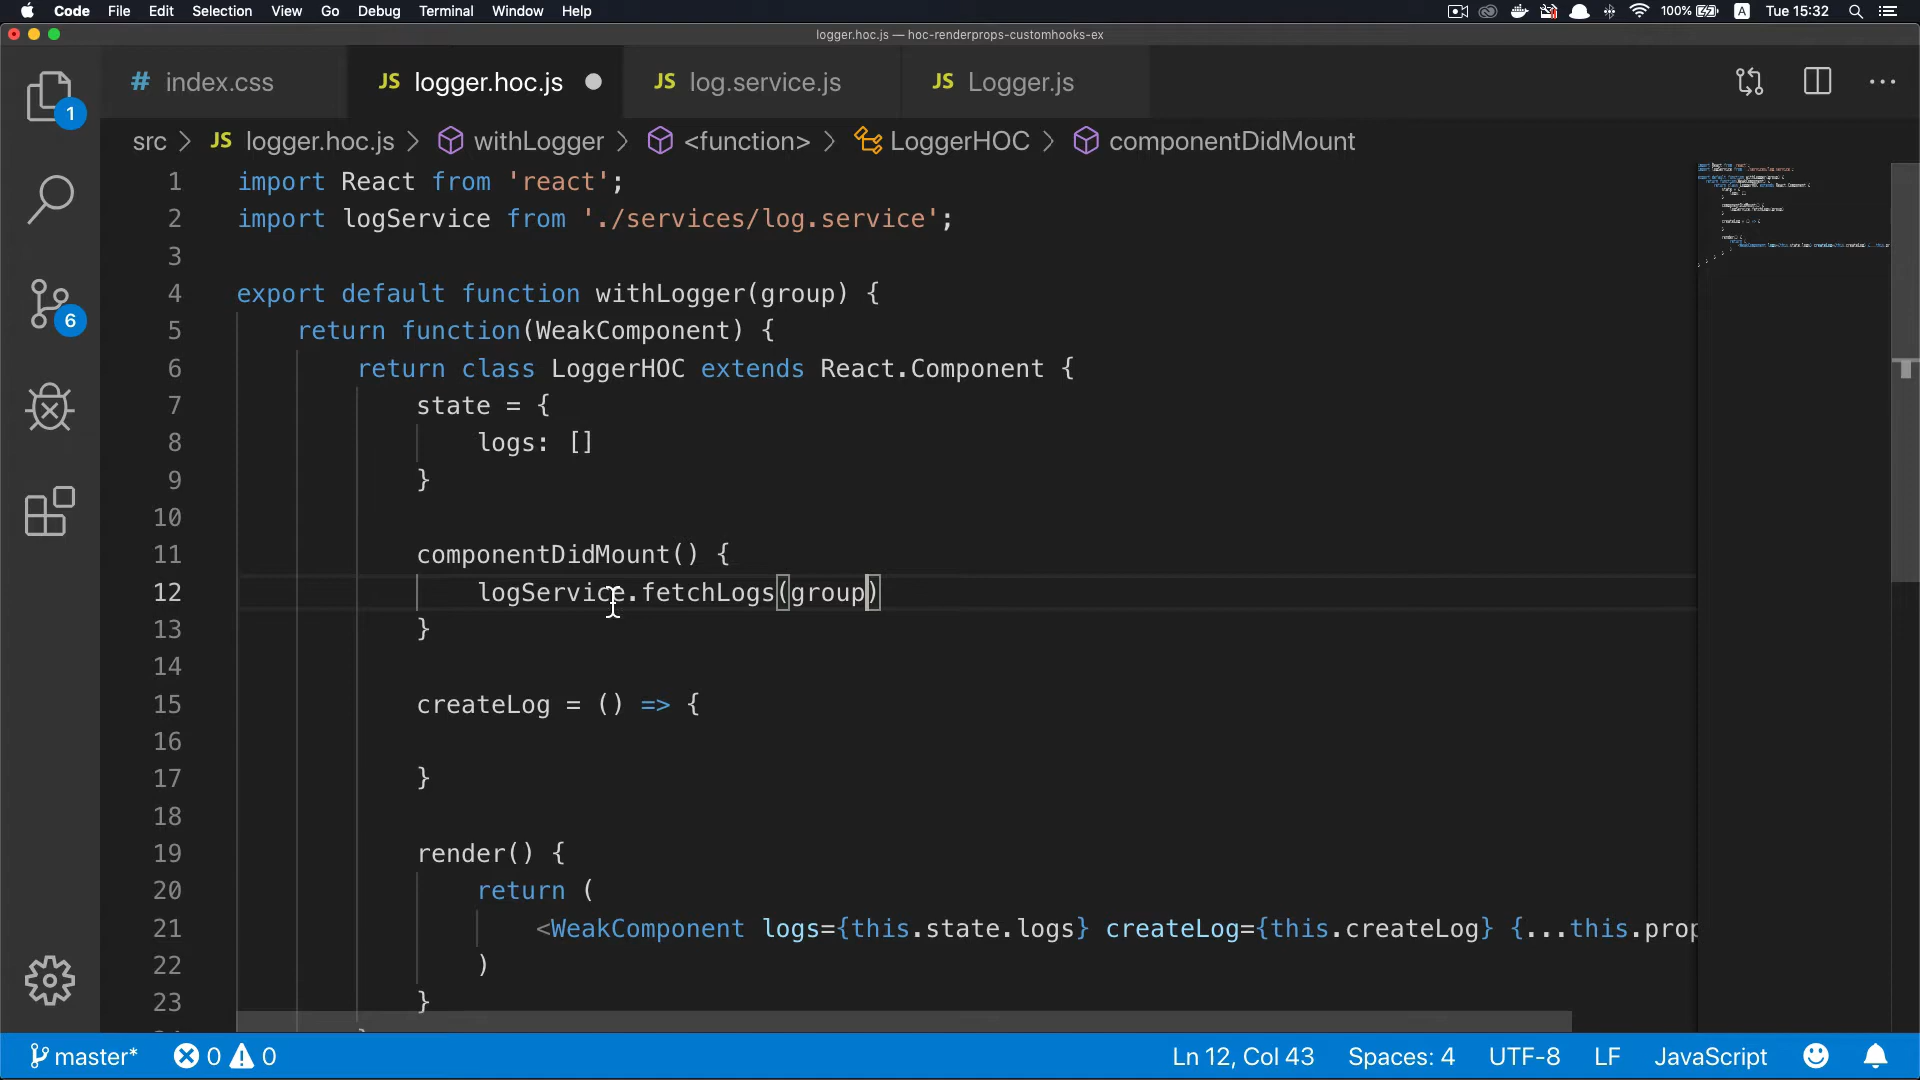 Code File Edit Selection View Go Debug Terminal Window Help 100% A Tue 15:32
logger.hoc.js — hoc-renderprops-customhooks-ex
# index.css JS logger.hoc.js JS log.service.js JS Logger.js
src > JS logger.hoc.js > withLogger > <function> > LoggerHOC > componentDidMount
1 import React from 'react';
2 import logService from './services/log.service';
3
4 export default function withLogger(group) {
5 return function(WeakComponent) {
6 return class LoggerHOC extends React.Component {
7 state = {
8 logs: []
9 }
10
11 componentDidMount() {
12 logService.fetchLogs(group)
13 }
14
15 createLog = () => {
16
17 }
18
19 render() {
20 return (
21 <WeakComponent logs={this.state.logs} createLog={this.createLog} {...this.prop
22 )
23 }
1
6
master* 0 0 Ln 12, Col 43 Spaces: 4 UTF-8 LF JavaScript